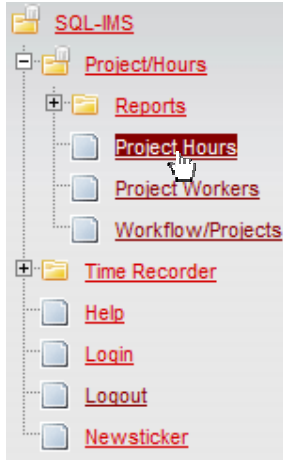 SQL-IMS
Project/Hours
Reports
Project Hours
Project Workers
Workflow/Projects
Time Recorder
Help
Login
Logout
Newsticker